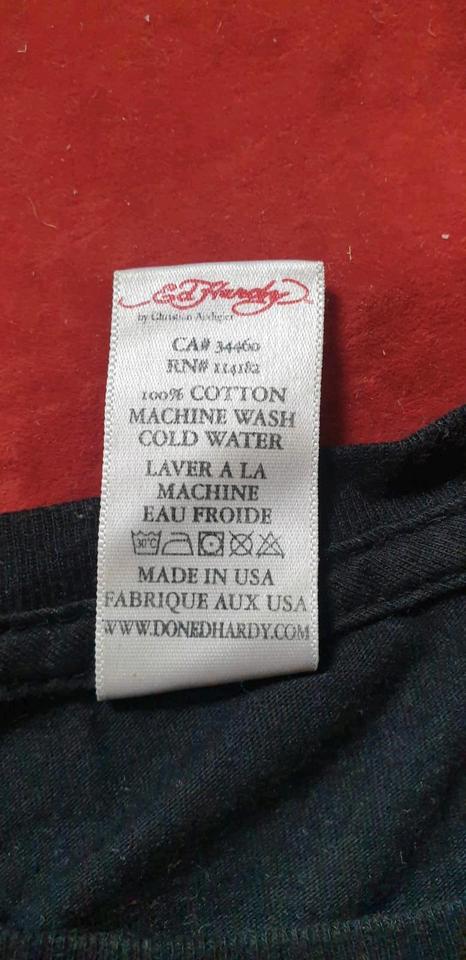 Ed Hardy
by Christian Audigier
CA# 34460
RN# 114182
100% COTTON
MACHINE WASH
COLD WATER
LAVER A LA
MACHINE
EAU FROIDE
30°C
MADE IN USA
FABRIQUE AUX USA
WWW.DONEDHARDY.COM